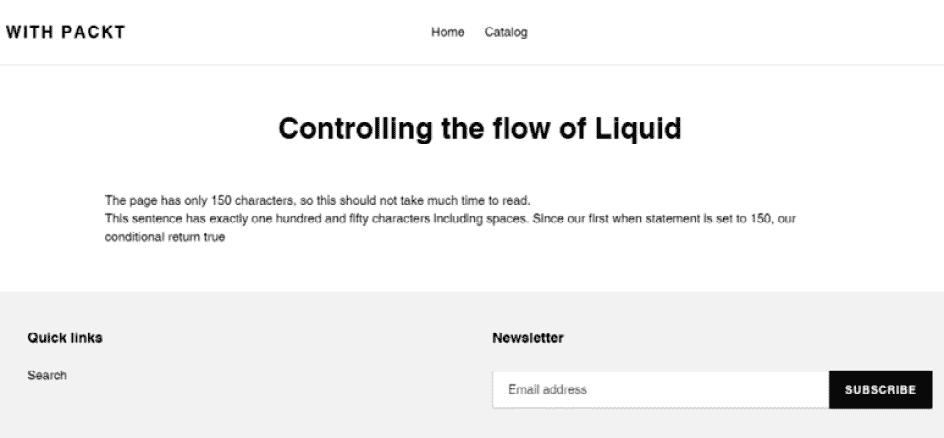 WITH PACKT
Home Catalog
Controlling the flow of Liquid
The page has only 150 characters, so this should not take much time to read.
This sentence has exactly one hundred and fifty characters including spaces. Since our first when statement is set to 150, our
conditional return true
Quick links
Newsletter
Search
Email address
SUBSCRIBE